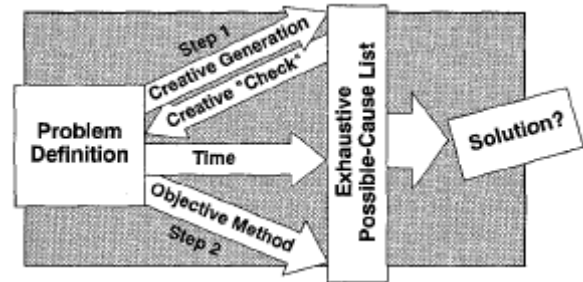 Step 1
Creative Generation
Creative "Check"
Problem
Definition
Time
Objective Method
Step 2
Exhaustive
Possible-Cause List
Solution?